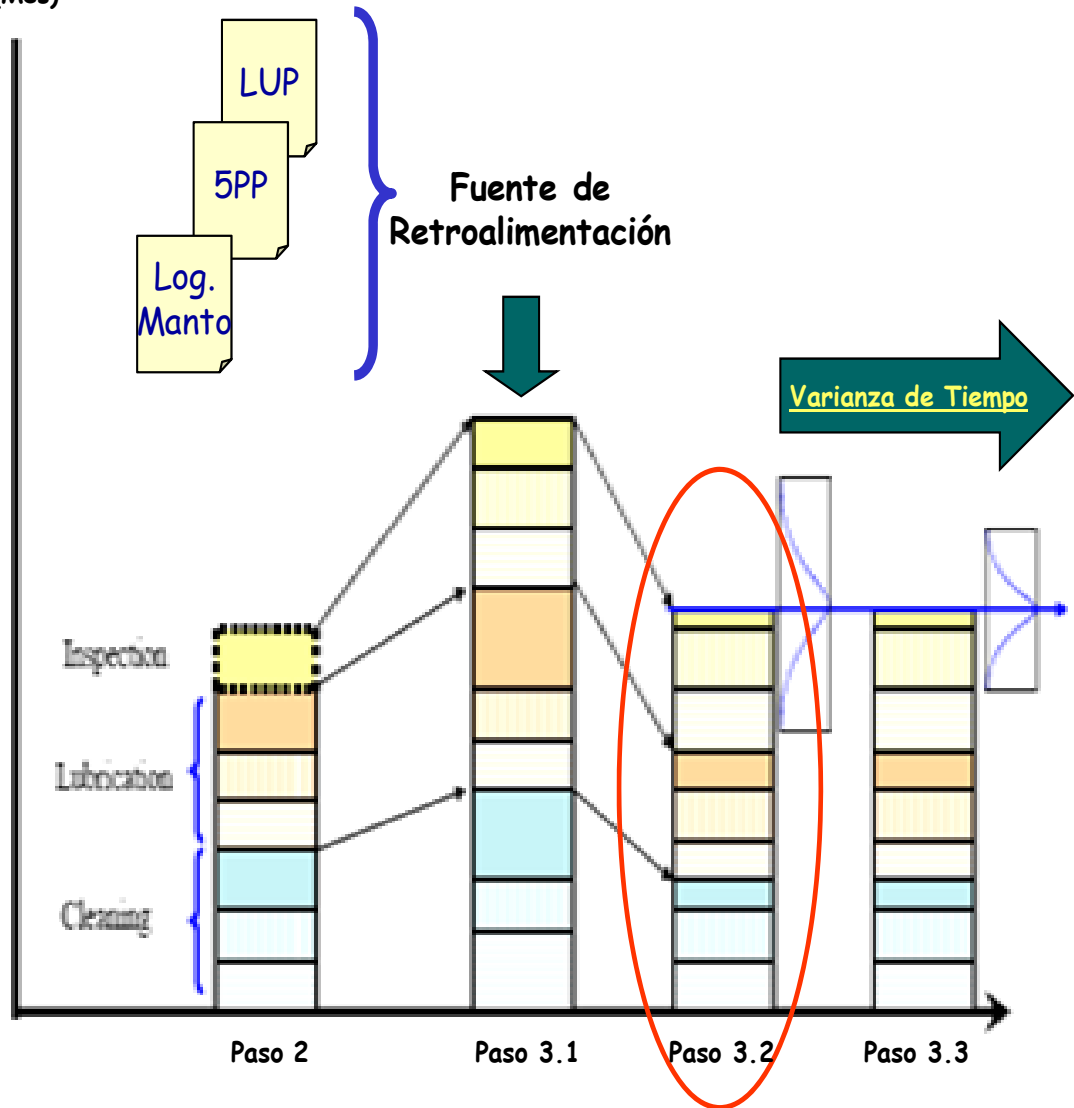 LUP
5PP
Log.
Manto
Fuente de
Retroalimentación
Varianza de Tiempo
Inspection
Lubrication
Cleaning
Paso 2
Paso 3.1
Paso 3.2
Paso 3.3